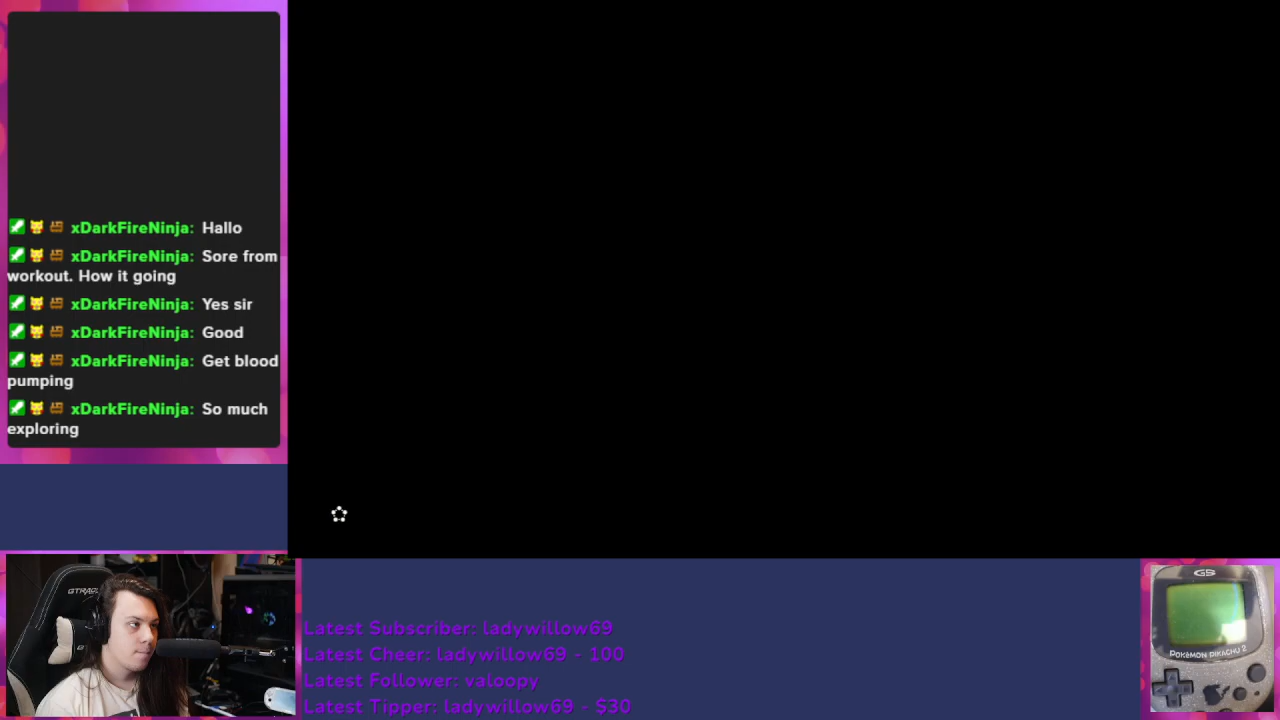 xDarkFireNinja: Hallo
xDarkFireNinja: Sore from
workout. How it going
xDarkFireNinja: Yes sir
xDarkFireNinja: Good
xDarkFireNinja: Get blood
pumping
xDarkFireNinja: So much
exploring
GTRA
Latest Subscriber: ladywillow69
Latest Cheer: ladywillow69 - 100
Latest Follower: valoopy
Latest Tipper: ladywillow69 - $30
GS
POKéMON PIKACHU 2